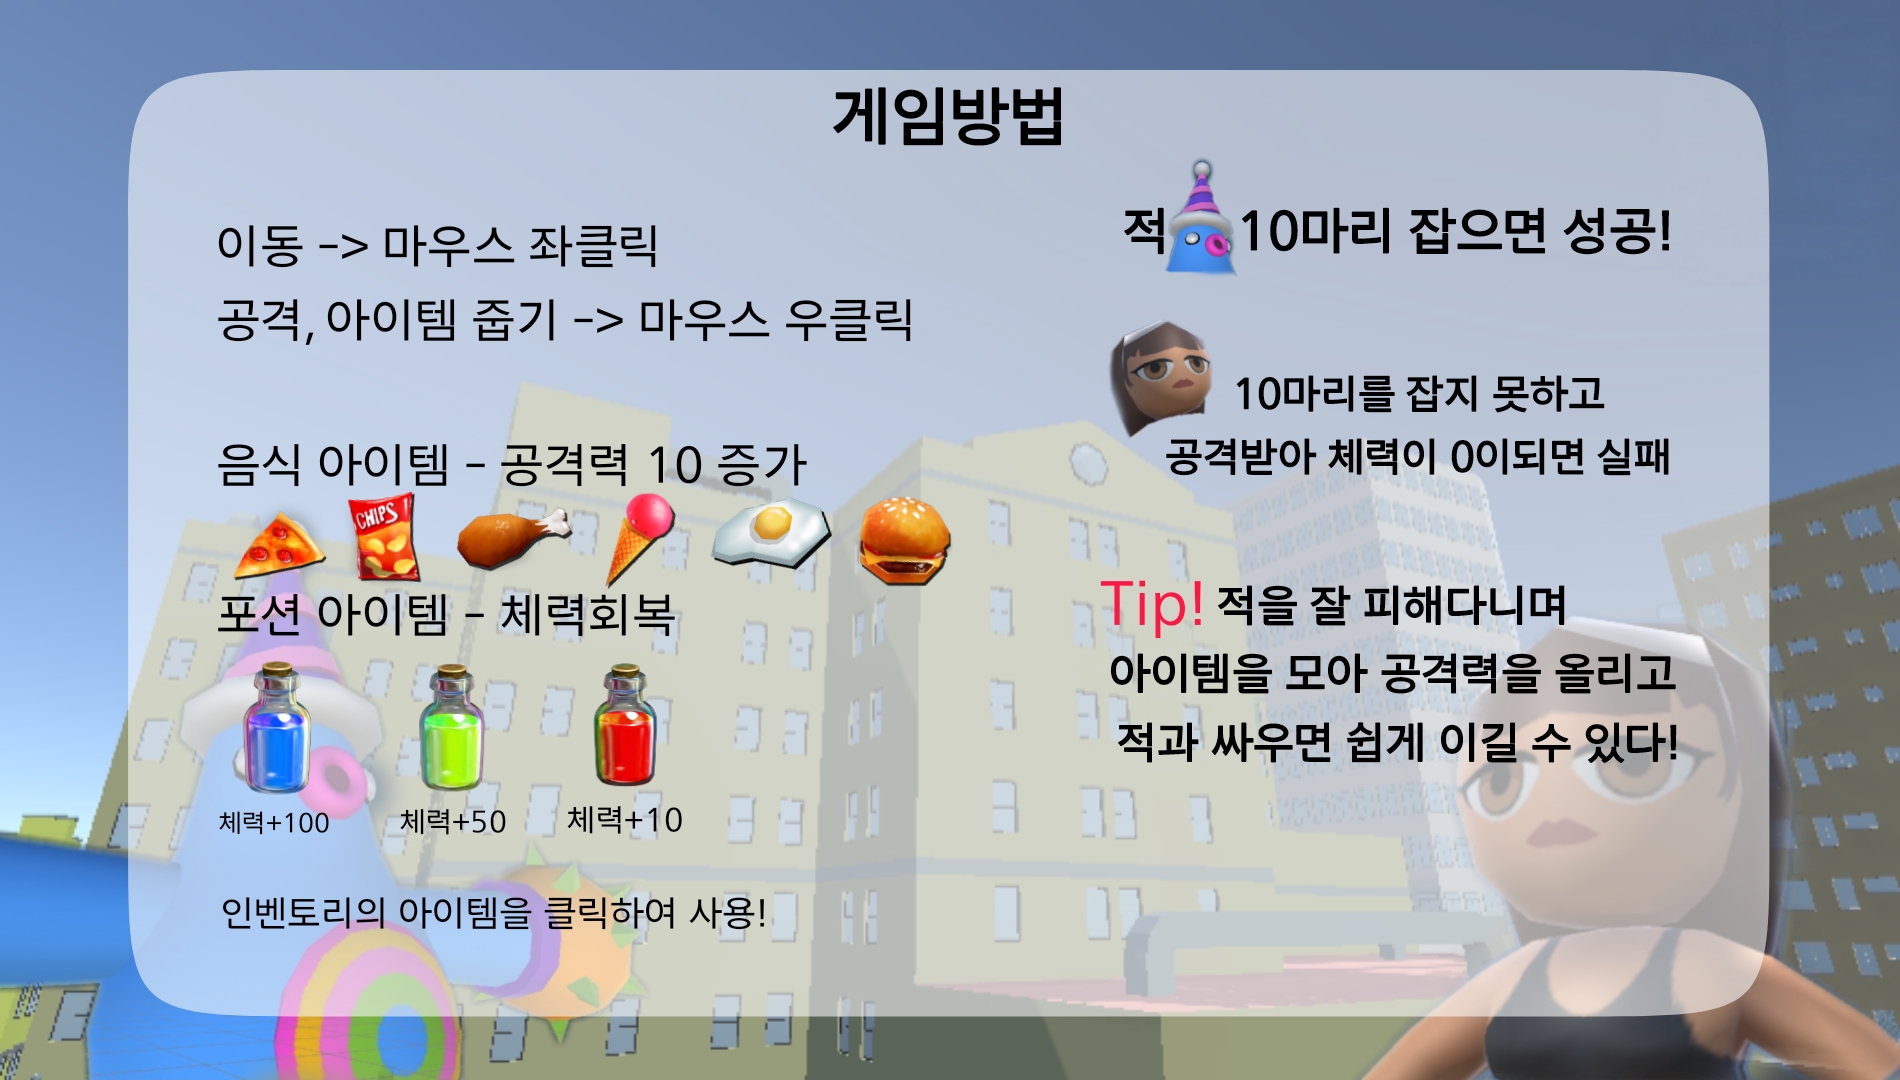 게임방법
이동 -> 마우스 좌클릭
공격, 아이템 줍기 -> 마우스 우클릭
음식 아이템 - 공격력 10 증가
CHIPS !
포션 아이템 - 체력회복
체력+100 체력+50 체력+10
인벤토리의 아이템을 클릭하여 사용!
적 10마리 잡으면 성공!
10마리를 잡지 못하고
공격받아 체력이 0이되면 실패
Tip! 적을 잘 피해다니며
아이템을 모아 공격력을 올리고
적과 싸우면 쉽게 이길 수 있다!